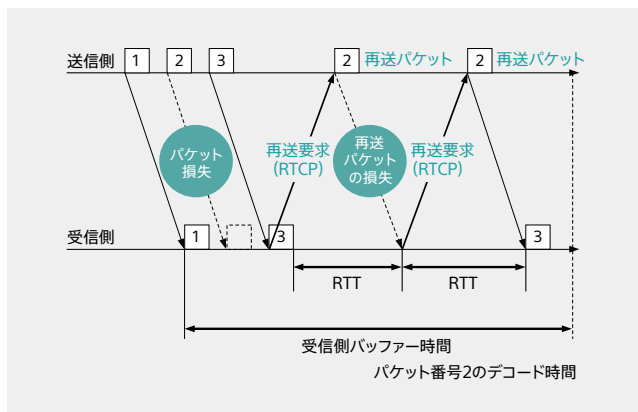 送信側 1 2 3 2 再送パケット 2 再送パケット
パケット
損失
再送要求
(RTCP)
再送
パケット
の損失
再送要求
(RTCP)
受信側 1 3 3
RTT RTT
受信側バッファー時間
パケット番号2のデコード時間